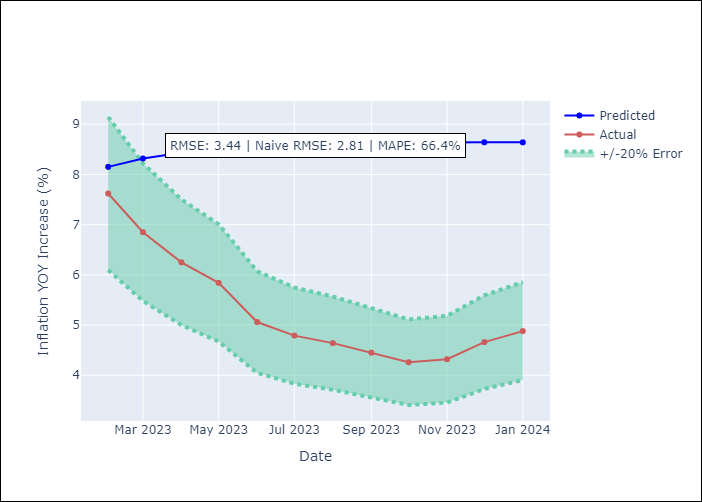 RMSE: 3.44 | Naive RMSE: 2.81 | MAPE: 66.4%
Predicted
Actual
+/-20% Error
Inflation YOY Increase (%)
9
8
7
6
5
4
Mar 2023
May 2023
Jul 2023
Sep 2023
Nov 2023
Jan 2024
Date